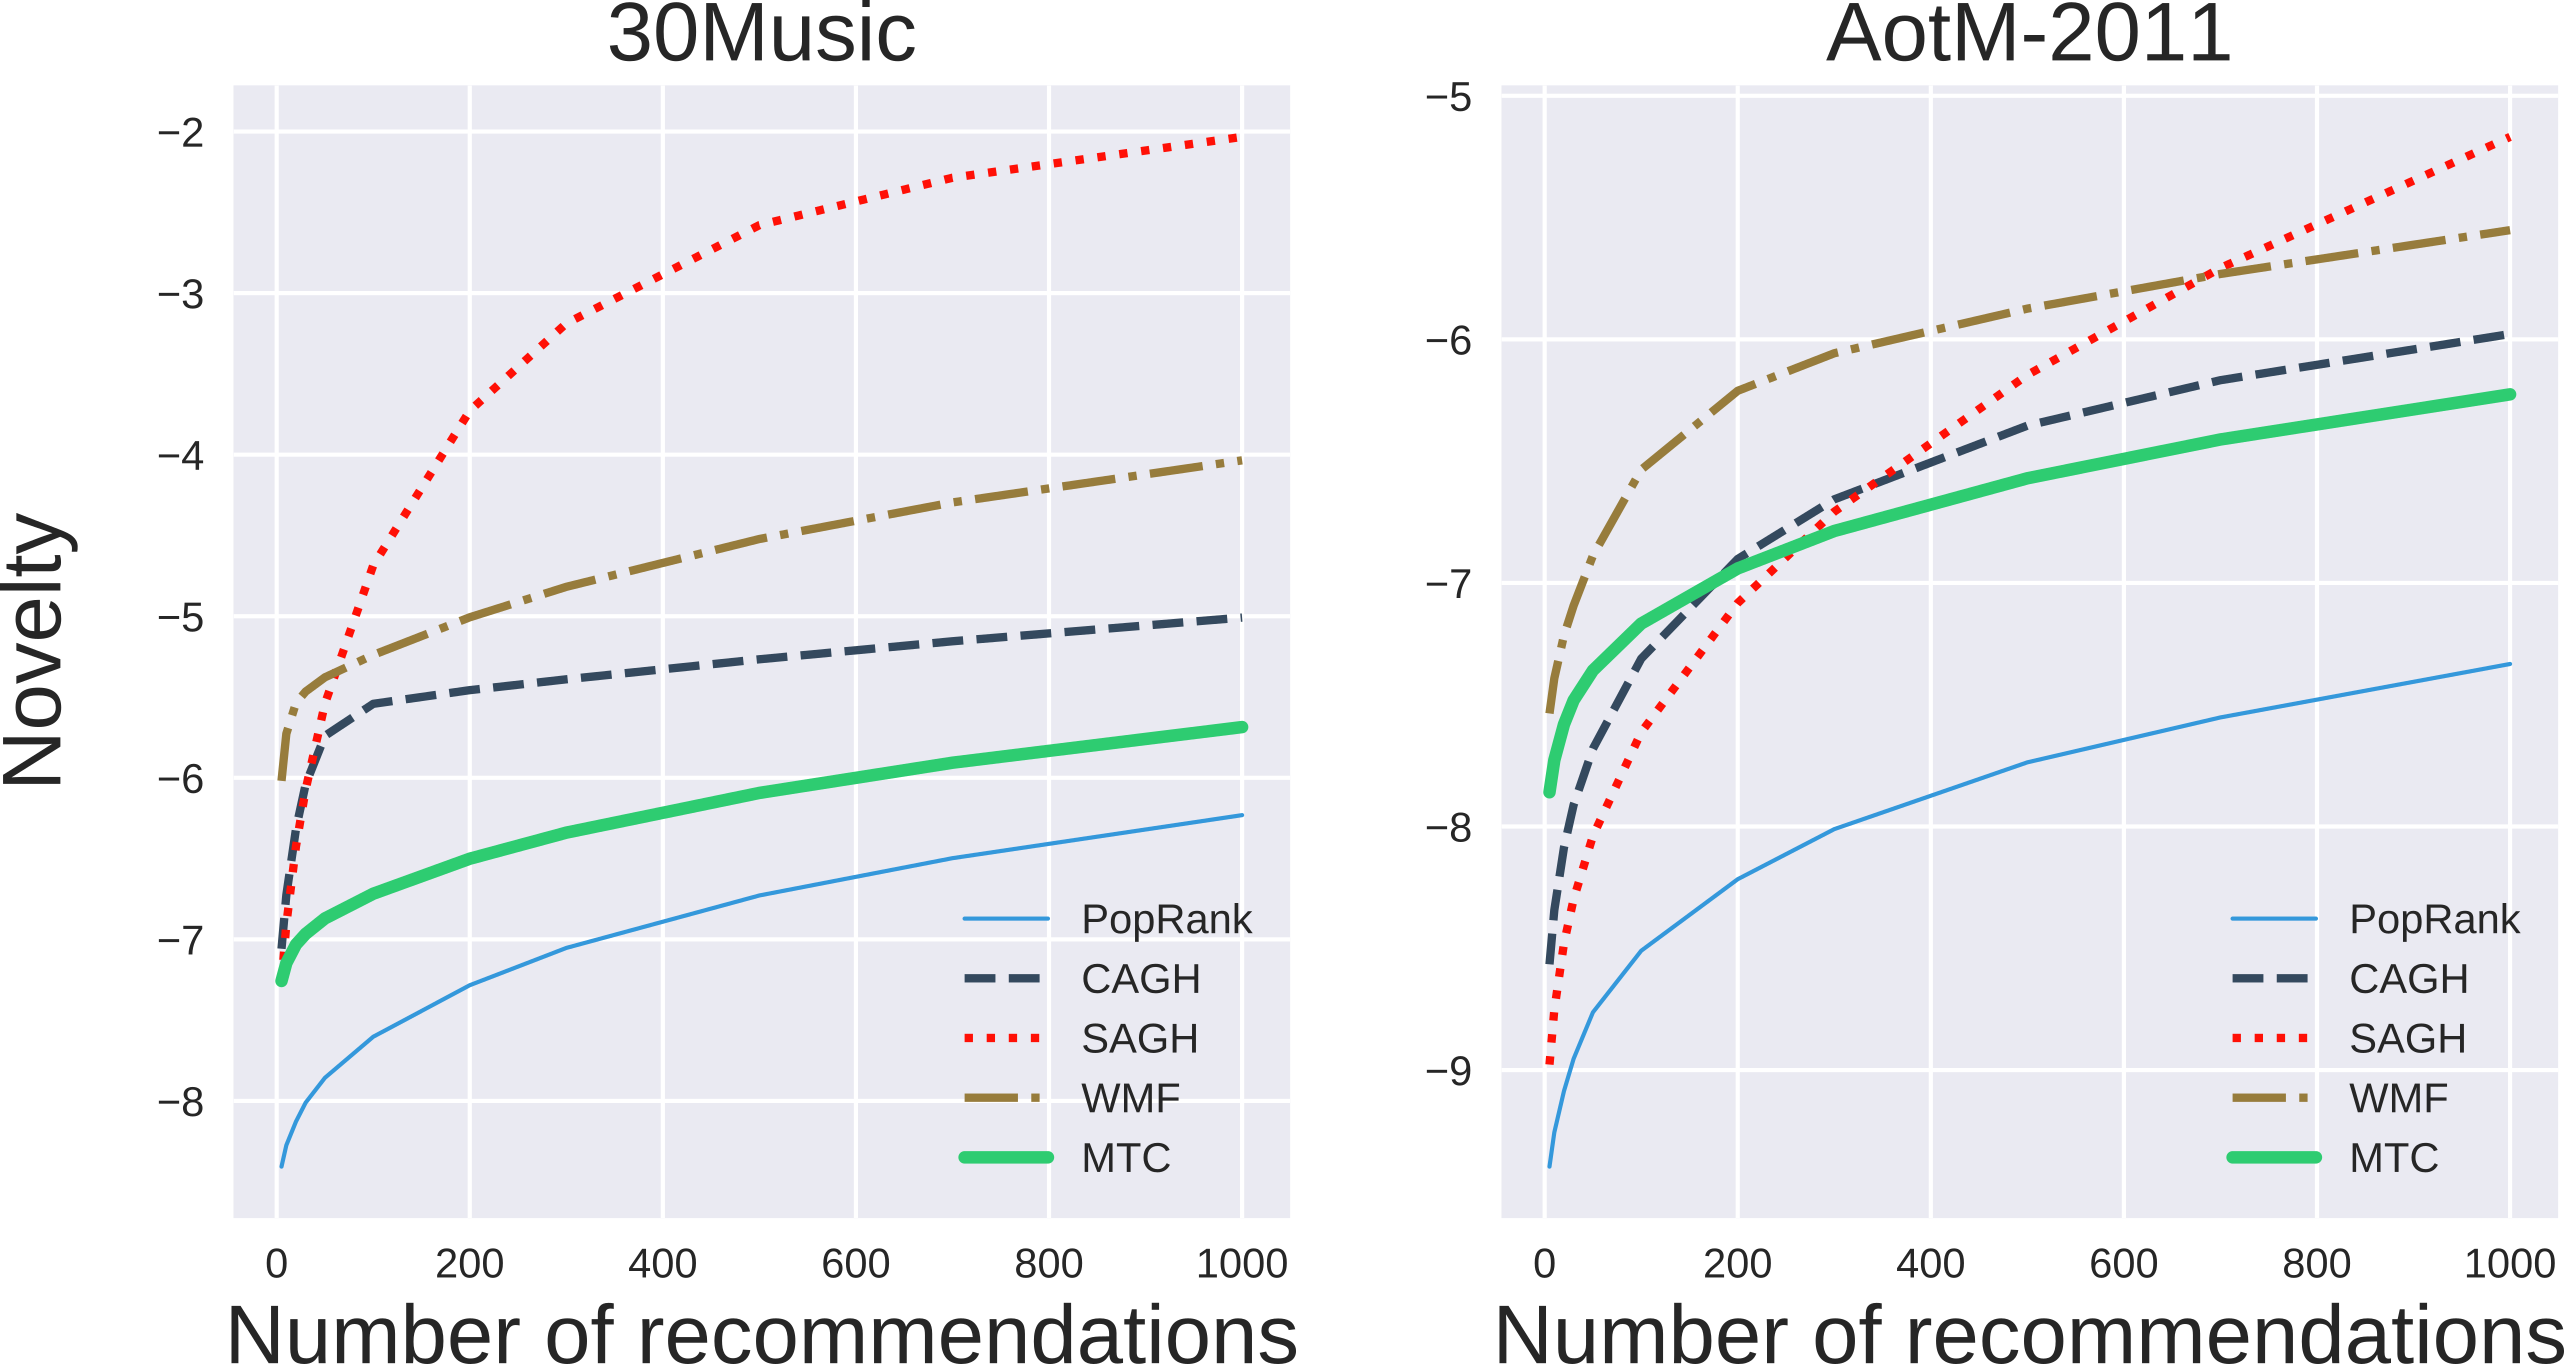 30Music
Novelty
−2
−3
−4
−5
−6
−7
−8
PopRank
CAGH
SAGH
WMF
MTC
0 200 400 600 800 1000
Number of recommendations
AotM-2011
−5
−6
−7
−8
−9
PopRank
CAGH
SAGH
WMF
MTC
0 200 400 600 800 1000
Number of recommendations